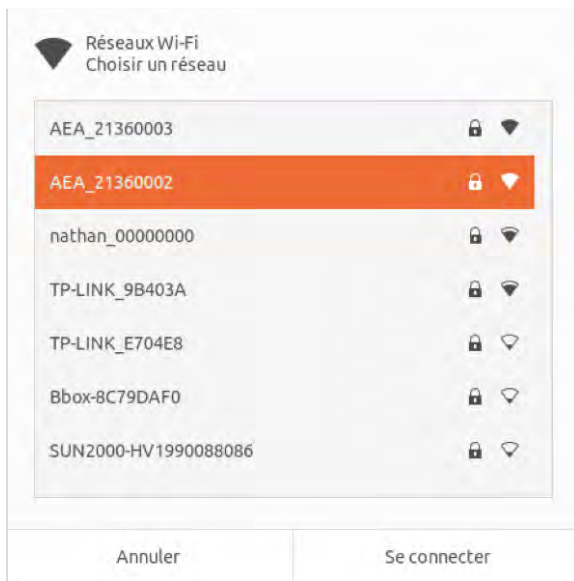 Réseaux Wi-Fi
Choisir un réseau
AEA_21360003
AEA_21360002
nathan_00000000
TP-LINK_9B403A
TP-LINK_E704E8
Bbox-8C79DAF0
SUN2000-HV1990088086
Annuler
Se connecter